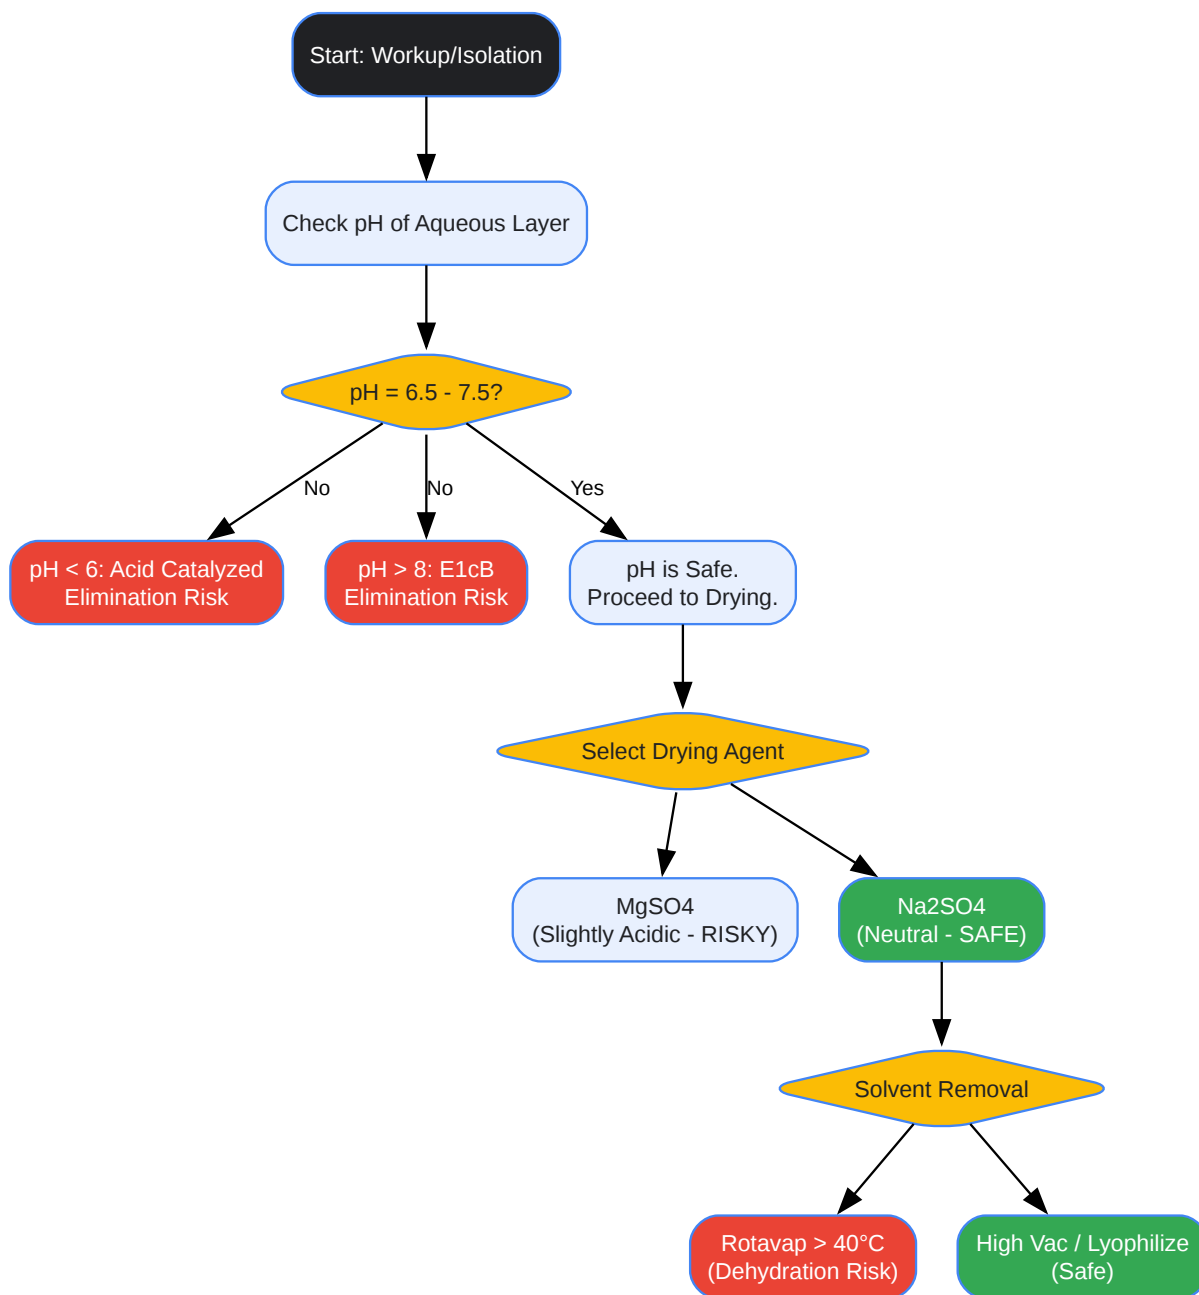 Start: Workup/Isolation
Check pH of Aqueous Layer
pH = 6.5 - 7.5?
No
No
Yes
pH < 6: Acid Catalyzed
Elimination Risk
pH > 8: E1cB
Elimination Risk
pH is Safe.
Proceed to Drying.
Select Drying Agent
MgSO4
(Slightly Acidic - RISKY)
Na2SO4
(Neutral - SAFE)
Solvent Removal
Rotavap > 40°C
(Dehydration Risk)
High Vac / Lyophilize
(Safe)